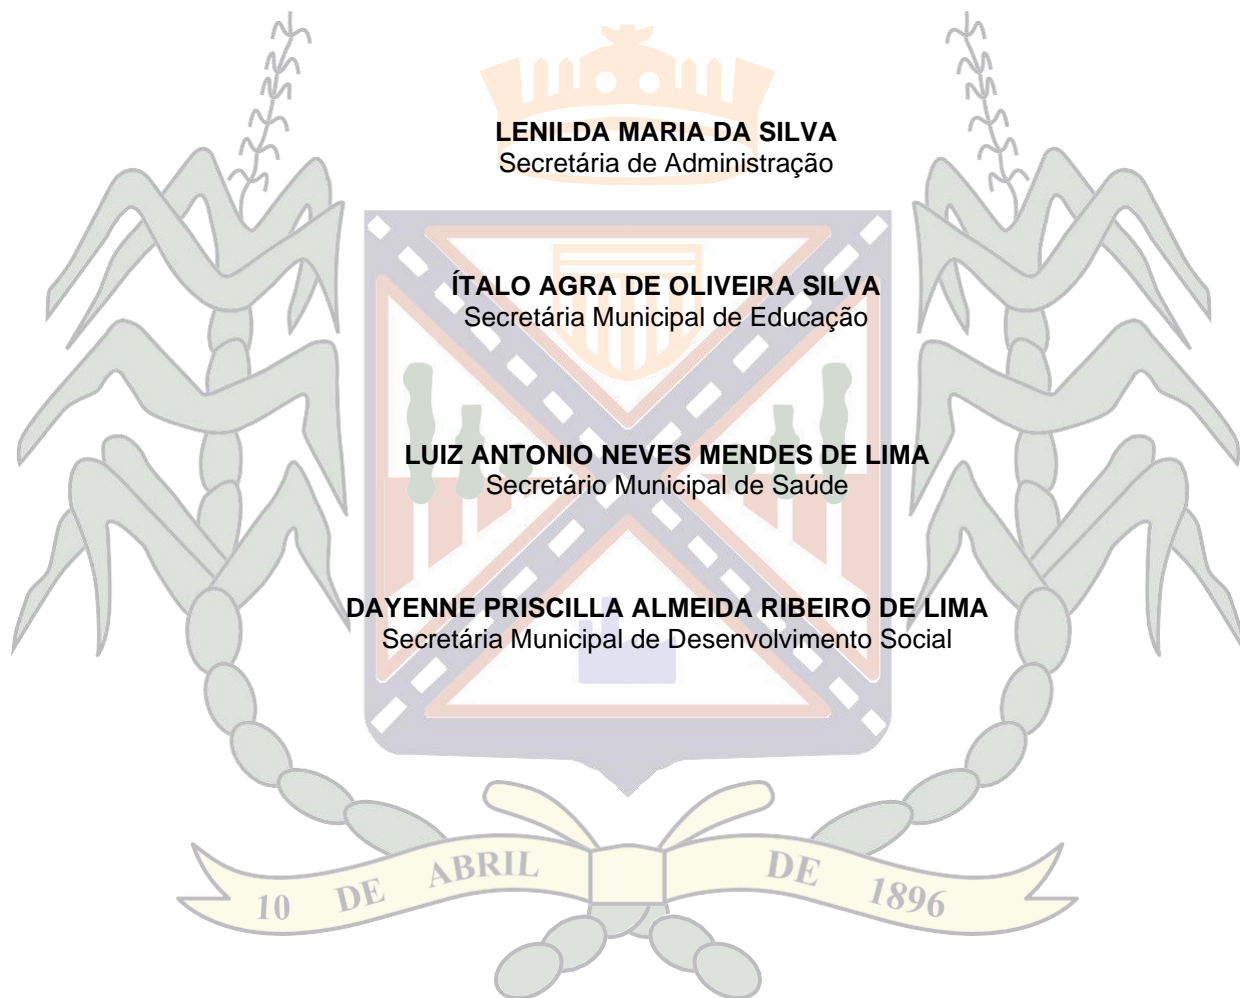 LENILDA MARIA DA SILVA
Secretária de Administração
ÍTALO AGRA DE OLIVEIRA SILVA
Secretária Municipal de Educação
LUIZ ANTONIO NEVES MENDES DE LIMA
Secretário Municipal de Saúde
DAYENNE PRISCILLA ALMEIDA RIBEIRO DE LIMA
Secretária Municipal de Desenvolvimento Social
10 DE ABRIL DE 1896